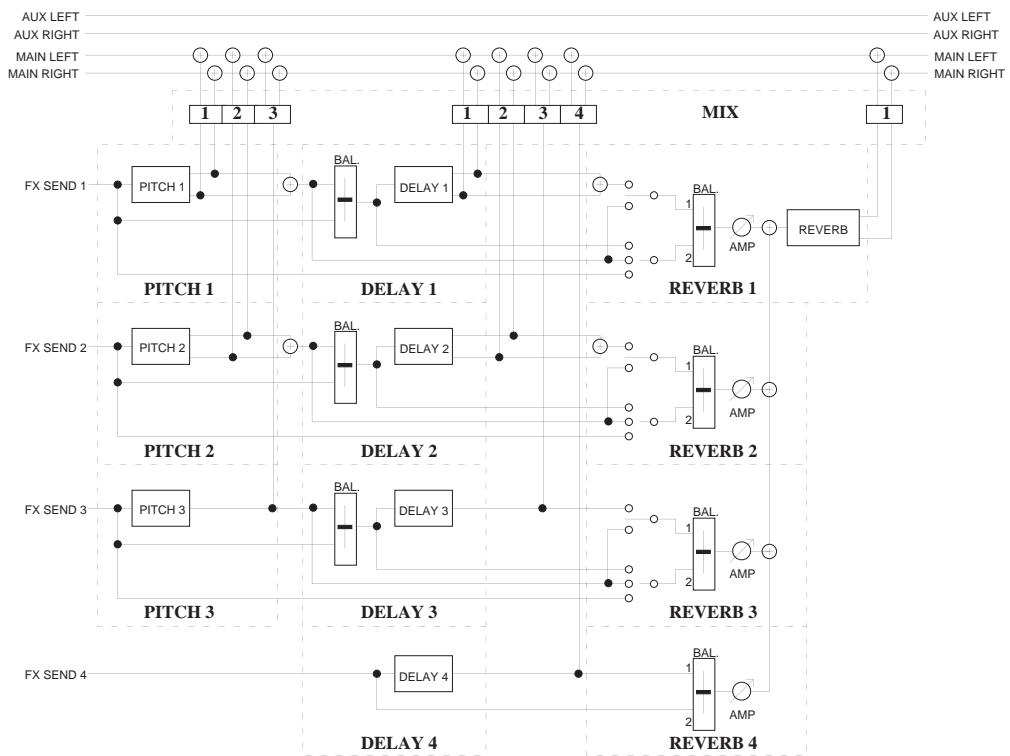 AUX LEFT AUX LEFT
AUX RIGHT AUX RIGHT
MAIN LEFT MAIN LEFT
MAIN RIGHT MAIN RIGHT
1 2 3 1 2 3 4 MIX 1
BAL.
FX SEND 1 PITCH 1 DELAY 1 BAL.
1
REVERB
AMP
2
PITCH 1 DELAY 1 REVERB 1
BAL.
FX SEND 2 PITCH 2 DELAY 2 BAL.
1
AMP
2
PITCH 2 DELAY 2 REVERB 2
BAL.
FX SEND 3 PITCH 3 DELAY 3 BAL.
1
AMP
2
PITCH 3 DELAY 3 REVERB 3
BAL.
1
FX SEND 4 DELAY 4
AMP
2
DELAY 4 REVERB 4